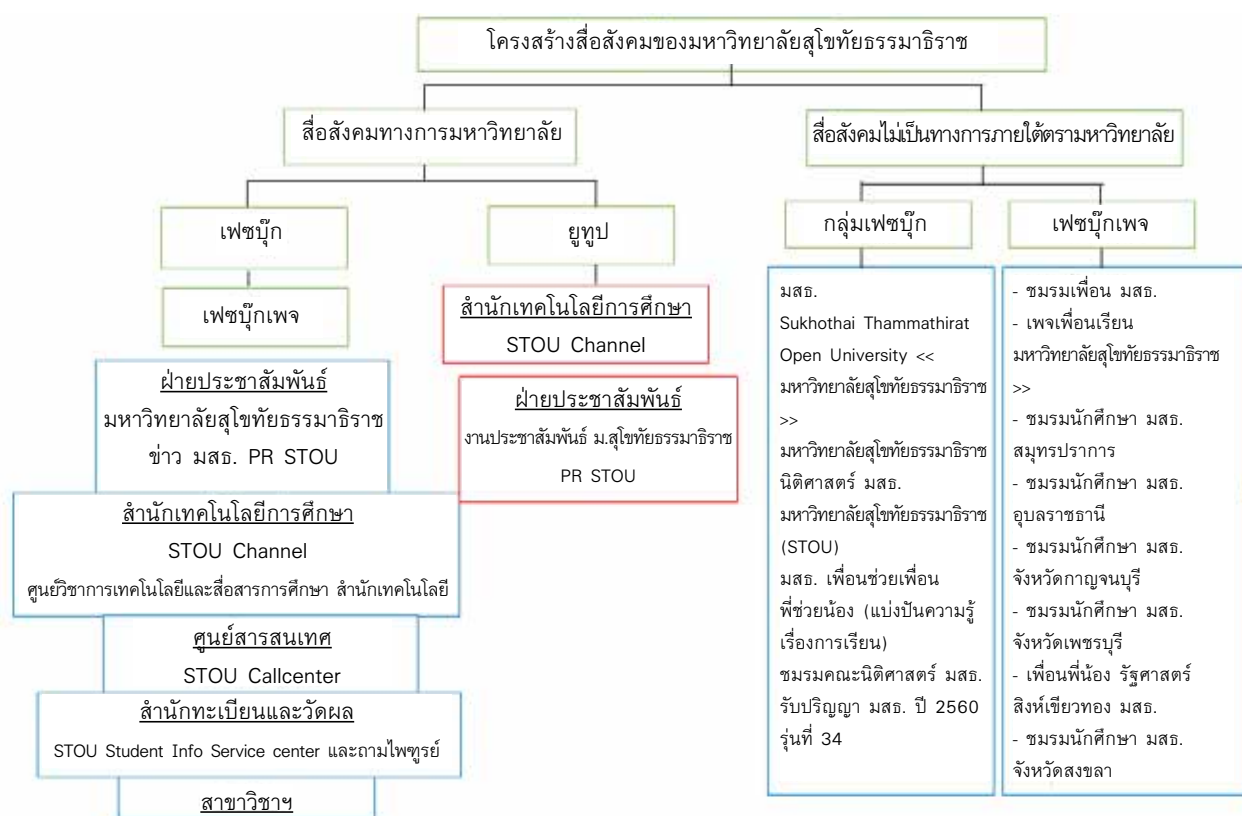 โครงสร้างสื่อสังคมของมหาวิทยาลัยสุโขทัยธรรมาธิราช
สื่อสังคมทางการมหาวิทยาลัย
สื่อสังคมไม่เป็นทางการภายใต้ตรามหาวิทยาลัย
เฟซบุ๊ก
ยูทูป
กลุ่มเฟซบุ๊ก
เฟซบุ๊กเพจ
เฟซบุ๊กเพจ
ฝ่ายประชาสัมพันธ์
มหาวิทยาลัยสุโขทัยธรรมาธิราช
ข่าว มสธ. PR STOU
สำนักเทคโนโลยีการศึกษา
STOU Channel
ศูนย์วิชาการเทคโนโลยีและสื่อสารการศึกษา สำนักเทคโนโลยี
ศูนย์สารสนเทศ
STOU Callcenter
สำนักทะเบียนและวัดผล
STOU Student Info Service center และถามไพฑูรย์
สาขาวิชาฯ
สำนักเทคโนโลยีการศึกษา
STOU Channel
ฝ่ายประชาสัมพันธ์
งานประชาสัมพันธ์ ม.สุโขทัยธรรมาธิราช
PR STOU
มสธ.
Sukhothai Thammathirat
Open University <<
มหาวิทยาลัยสุโขทัยธรรมาธิราช
>>
มหาวิทยาลัยสุโขทัยธรรมาธิราช
นิติศาสตร์ มสธ.
มหาวิทยาลัยสุโขทัยธรรมาธิราช
(STOU)
มสธ. เพื่อนช่วยเพื่อน
พี่ช่วยน้อง (แบ่งปันความรู้
เรื่องการเรียน)
ชมรมคณะนิติศาสตร์ มสธ.
รับปริญญา มสธ. ปี 2560
รุ่นที่ 34
- ชมรมเพื่อน มสธ.
- เพจเพื่อนเรียน
มหาวิทยาลัยสุโขทัยธรรมาธิราช
>>
- ชมรมนักศึกษา มสธ.
สมุทรปราการ
- ชมรมนักศึกษา มสธ.
อุบลราชธานี
- ชมรมนักศึกษา มสธ.
จังหวัดกาญจนบุรี
- ชมรมนักศึกษา มสธ.
จังหวัดเพชรบุรี
- เพื่อนพี่น้อง รัฐศาสตร์
สิงห์เขียวทอง มสธ.
- ชมรมนักศึกษา มสธ.
จังหวัดสงขลา